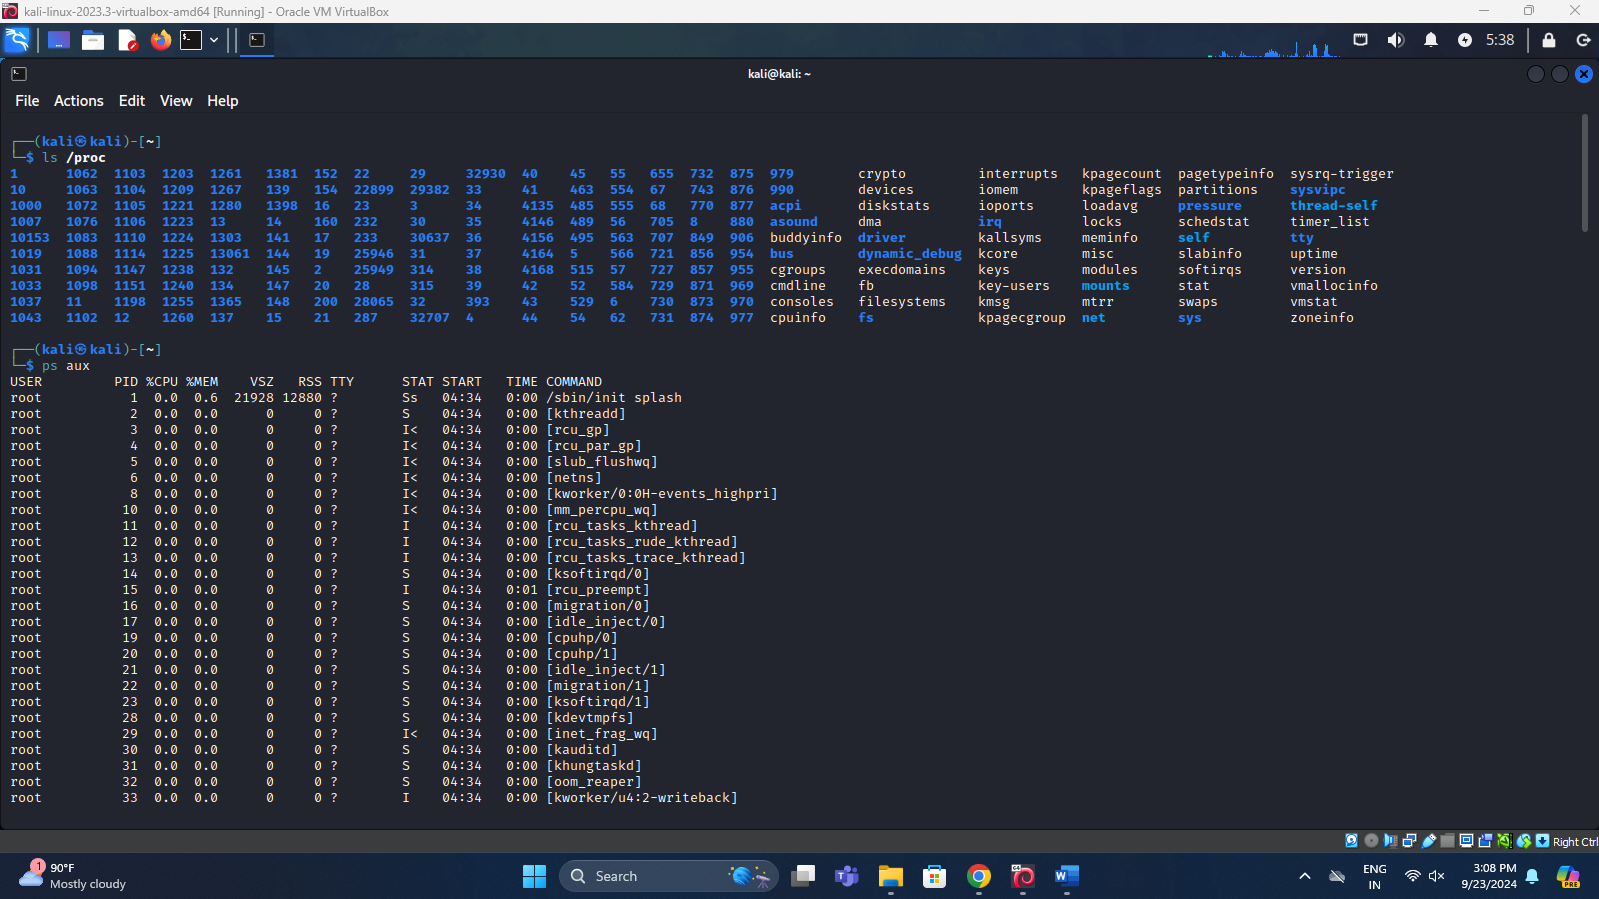 kali-linux-2023.3-virtualbox-amd64 [Running] - Oracle VM VirtualBox
5:38
kali@kali: ~
File Actions Edit View Help
┌──(kali㉿kali)-[~]
└─$ ls /proc
1 1062 1103 1203 1261 1381 152 22 29 32930 40 45 55 655 732 875 979 crypto interrupts kpagecount pagetypeinfo sysrq-trigger
10 1063 1104 1209 1267 139 154 22899 29382 33 41 463 554 67 743 876 990 devices iomem kpageflags partitions sysvipc
1000 1072 1105 1221 1280 1398 16 23 3 34 4135 485 555 68 770 877 acpi diskstats ioports loadavg pressure thread-self
1007 1076 1106 1223 13 14 160 232 30 35 4146 489 56 705 8 880 asound dma irq locks schedstat timer_list
10153 1083 1110 1224 1303 141 17 233 30637 36 4156 495 563 707 849 906 buddyinfo driver kallsyms meminfo self tty
1019 1088 1114 1225 13061 144 19 25946 31 37 4164 5 566 721 856 954 bus dynamic_debug kcore misc slabinfo uptime
1031 1094 1147 1238 132 145 2 25949 314 38 4168 515 57 727 857 955 cgroups execdomains keys modules softirqs version
1033 1098 1151 1240 134 147 20 28 315 39 42 52 584 729 871 969 cmdline fb key-users mounts stat vmallocinfo
1037 11 1198 1255 1365 148 200 28065 32 393 43 529 6 730 873 970 consoles filesystems kmsg mtrr swaps vmstat
1043 1102 12 1260 137 15 21 287 32707 4 44 54 62 731 874 977 cpuinfo fs kpagecgroup net sys zoneinfo
┌──(kali㉿kali)-[~]
└─$ ps aux
USER PID %CPU %MEM VSZ RSS TTY STAT START TIME COMMAND
root 1 0.0 0.6 21928 12880 ? Ss 04:34 0:00 /sbin/init splash
root 2 0.0 0.0 0 0 ? S 04:34 0:00 [kthreadd]
root 3 0.0 0.0 0 0 ? I< 04:34 0:00 [rcu_gp]
root 4 0.0 0.0 0 0 ? I< 04:34 0:00 [rcu_par_gp]
root 5 0.0 0.0 0 0 ? I< 04:34 0:00 [slub_flushwq]
root 6 0.0 0.0 0 0 ? I< 04:34 0:00 [netns]
root 8 0.0 0.0 0 0 ? I< 04:34 0:00 [kworker/0:0H-events_highpri]
root 10 0.0 0.0 0 0 ? I< 04:34 0:00 [mm_percpu_wq]
root 11 0.0 0.0 0 0 ? I 04:34 0:00 [rcu_tasks_kthread]
root 12 0.0 0.0 0 0 ? I 04:34 0:00 [rcu_tasks_rude_kthread]
root 13 0.0 0.0 0 0 ? I 04:34 0:00 [rcu_tasks_trace_kthread]
root 14 0.0 0.0 0 0 ? S 04:34 0:00 [ksoftirqd/0]
root 15 0.0 0.0 0 0 ? I 04:34 0:01 [rcu_preempt]
root 16 0.0 0.0 0 0 ? S 04:34 0:00 [migration/0]
root 17 0.0 0.0 0 0 ? S 04:34 0:00 [idle_inject/0]
root 19 0.0 0.0 0 0 ? S 04:34 0:00 [cpuhp/0]
root 20 0.0 0.0 0 0 ? S 04:34 0:00 [cpuhp/1]
root 21 0.0 0.0 0 0 ? S 04:34 0:00 [idle_inject/1]
root 22 0.0 0.0 0 0 ? S 04:34 0:00 [migration/1]
root 23 0.0 0.0 0 0 ? S 04:34 0:00 [ksoftirqd/1]
root 28 0.0 0.0 0 0 ? S 04:34 0:00 [kdevtmpfs]
root 29 0.0 0.0 0 0 ? I< 04:34 0:00 [inet_frag_wq]
root 30 0.0 0.0 0 0 ? S 04:34 0:00 [kauditd]
root 31 0.0 0.0 0 0 ? S 04:34 0:00 [khungtaskd]
root 32 0.0 0.0 0 0 ? S 04:34 0:00 [oom_reaper]
root 33 0.0 0.0 0 0 ? I 04:34 0:00 [kworker/u4:2-writeback]
Right Ctrl
1 90°F
Mostly cloudy
Search
ENG
IN
3:08 PM
9/23/2024
PRE